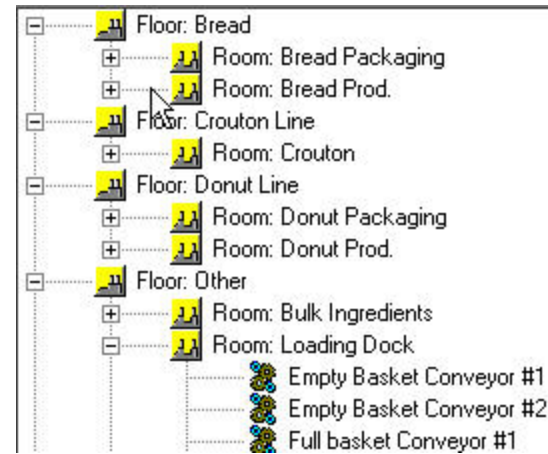 Floor: Bread
Room: Bread Packaging
Room: Bread Prod.
Floor: Crouton Line
Room: Crouton
Floor: Donut Line
Room: Donut Packaging
Room: Donut Prod.
Floor: Other
Room: Bulk Ingredients
Room: Loading Dock
Empty Basket Conveyor #1
Empty Basket Conveyor #2
Full basket Conveyor #1